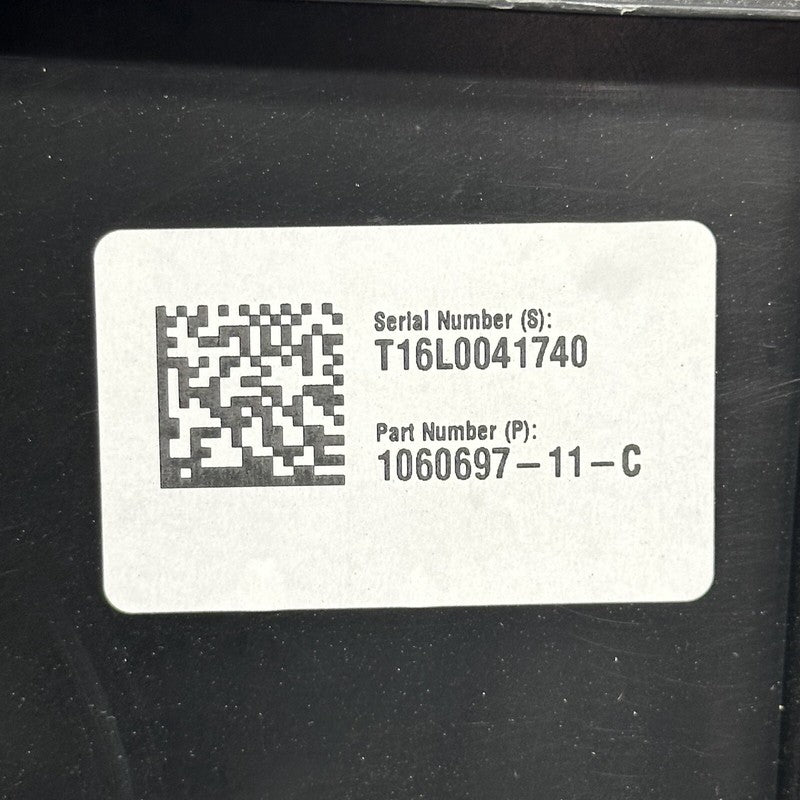 Serial Number (S):
T16L0041740
Part Number (P):
1060697-11-C